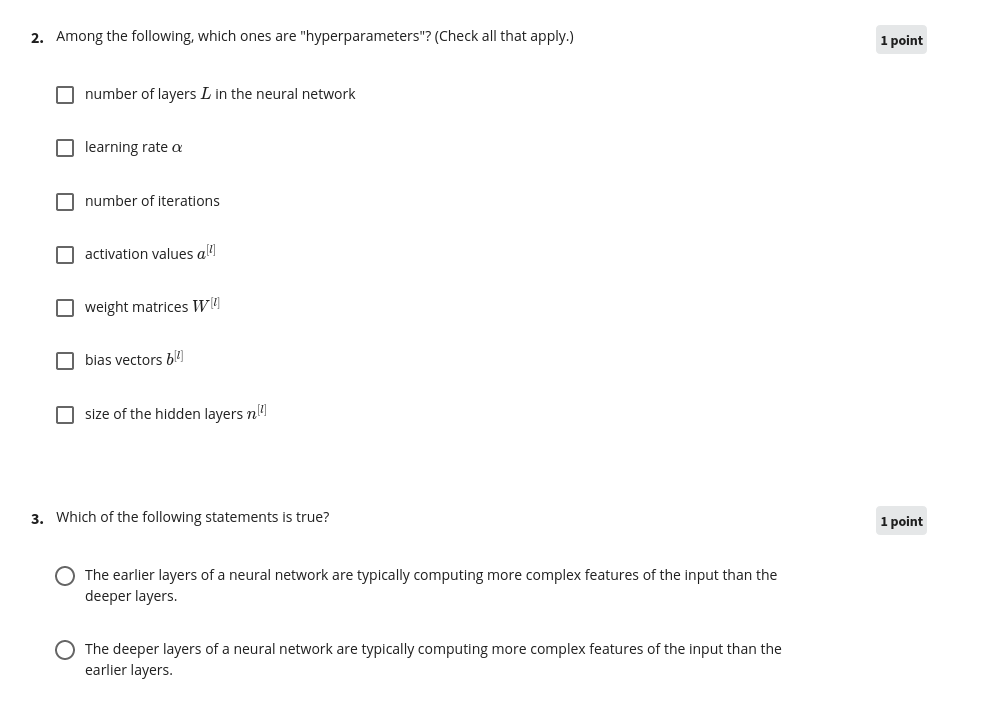 2. Among the following, which ones are "hyperparameters"? (Check all that apply.)
1 point
number of layers L in the neural network
learning rate α
number of iterations
activation values a^[l]
weight matrices W^[l]
bias vectors b^[l]
size of the hidden layers n^[l]
3. Which of the following statements is true?
1 point
The earlier layers of a neural network are typically computing more complex features of the input than the
deeper layers.
The deeper layers of a neural network are typically computing more complex features of the input than the
earlier layers.